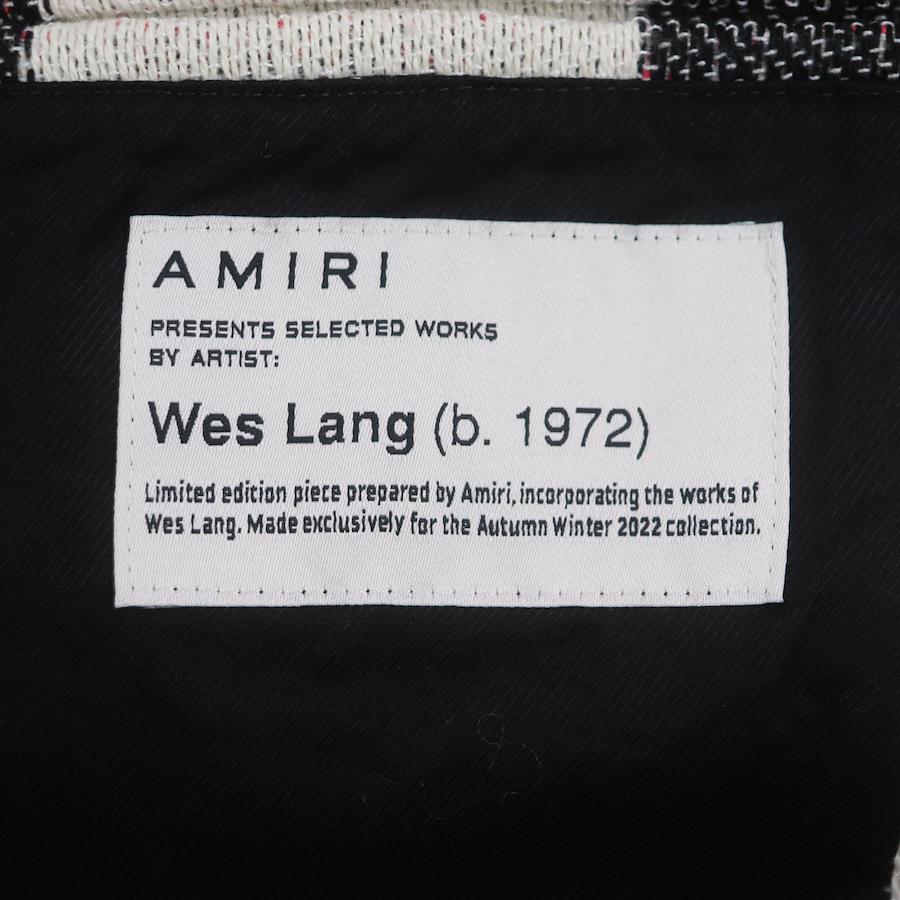 AMIRI
PRESENTS SELECTED WORKS
BY ARTIST:
Wes Lang (b. 1972)
Limited edition piece prepared by Amiri, incorporating the works of
Wes Lang. Made exclusively for the Autumn Winter 2022 collection.